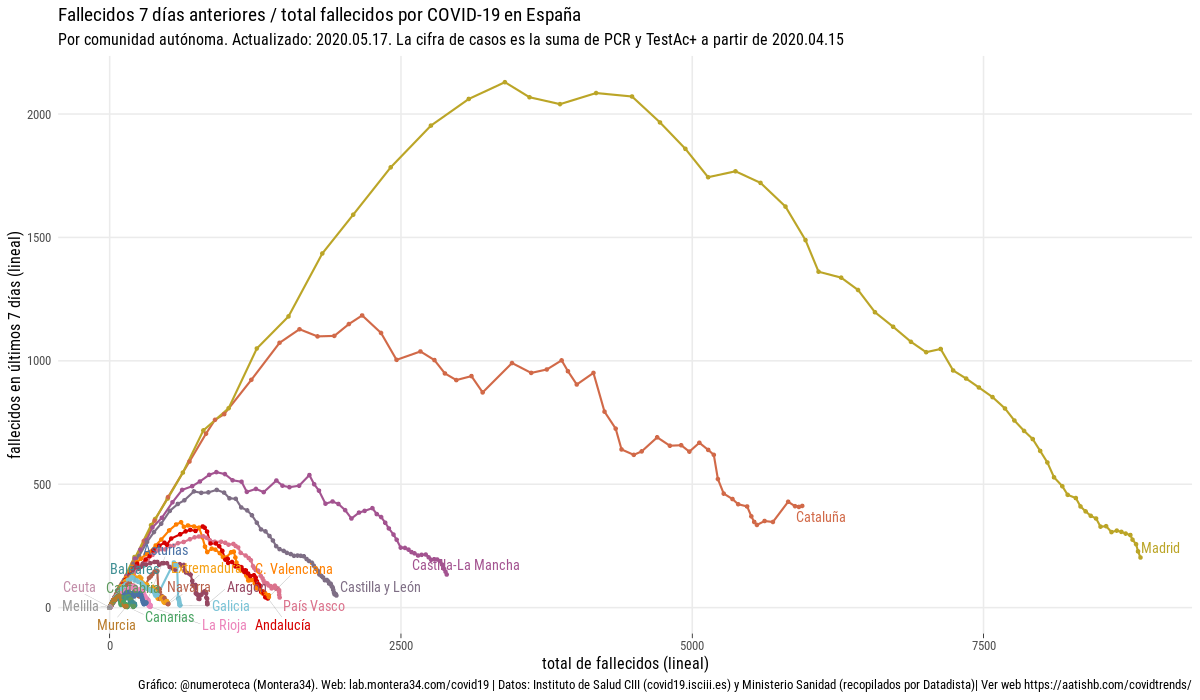 Fallecidos 7 días anteriores / total fallecidos por COVID-19 en España
Por comunidad autónoma. Actualizado: 2020.05.17. La cifra de casos es la suma de PCR y TestAc+ a partir de 2020.04.15
fallecidos en últimos 7 días (lineal)
2000
1500
1000
500
0
Cataluña
Madrid
Asturias
Castilla-La Mancha
Baleares
Extremadura
C. Valenciana
Ceuta
Cantabria
Navarra
Aragón
Castilla y León
Melilla
Galicia
País Vasco
Canarias
Murcia
La Rioja
Andalucía
0
2500
5000
7500
total de fallecidos (lineal)
Gráfico: @numeroteca (Montera34). Web: lab.montera34.com/covid19 | Datos: Instituto de Salud CIII (covid19.isciii.es) y Ministerio Sanidad (recopilados por Datadista)| Ver web https://aatishb.com/covidtrends/